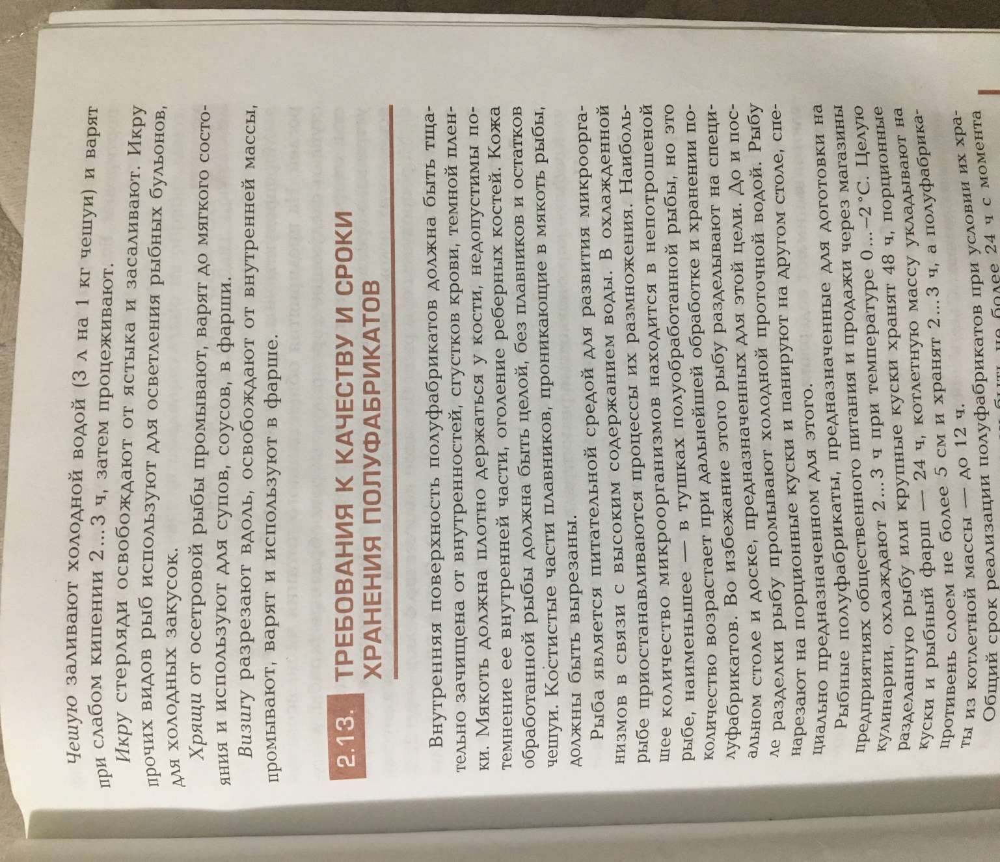 Чешую заливают холодной водой (3 л на 1 кг чешуи) и варят
при слабом кипении 2...3 ч, затем процеживают.
Икру стерляди освобождают от ястыка и засаливают. Икру
прочих видов рыб используют для осветления рыбных бульонов,
для холодных закусок.
Хрящи от осетровой рыбы промывают, варят до мягкого состо-
яния и используют для супов, соусов, в фарши.
Визигу разрезают вдоль, освобождают от внутренней массы,
промывают, варят и используют в фарше.
2.13. ТРЕБОВАНИЯ К КАЧЕСТВУ И СРОКИ
ХРАНЕНИЯ ПОЛУФАБРИКАТОВ
Внутренняя поверхность полуфабрикатов должна быть тща-
тельно зачищена от внутренностей, сгустков крови, темной плен-
ки. Мякоть должна плотно держаться у кости, недопустимы по-
темнение ее внутренней части, оголение реберных костей. Кожа
обработанной рыбы должна быть целой, без плавников и остатков
чешуи. Костистые части плавников, проникающие в мякоть рыбы,
должны быть вырезаны.
Рыба является питательной средой для развития микроорга-
низмов в связи с высоким содержанием воды. В охлажденной
рыбе приостанавливаются процессы их размножения. Наиболь-
шее количество микроорганизмов находится в непотрошеной
рыбе, наименьшее — в тушках полуобработанной рыбы, но это
количество возрастает при дальнейшей обработке и хранении по-
луфабрикатов. Во избежание этого рыбу разделывают на специ-
альном столе и доске, предназначенных для этой цели. До и пос-
ле разделки рыбу промывают холодной проточной водой. Рыбу
нарезают на порционные куски и панируют на другом столе, спе-
циально предназначенном для этого.
Рыбные полуфабрикаты, предназначенные для доготовки на
предприятиях общественного питания и продажи через магазины
кулинарии, охлаждают 2...3 ч при температуре 0...−2 °С. Целую
разделанную рыбу или крупные куски хранят 48 ч, порционные
куски и рыбный фарш — 24 ч, котлетную массу укладывают на
противень слоем не более 5 см и хранят 2...3 ч, а полуфабрика-
ты из котлетной массы — до 12 ч.
Общий срок реализации полуфабрикатов при условии их хра-
не более 24 ч с момента